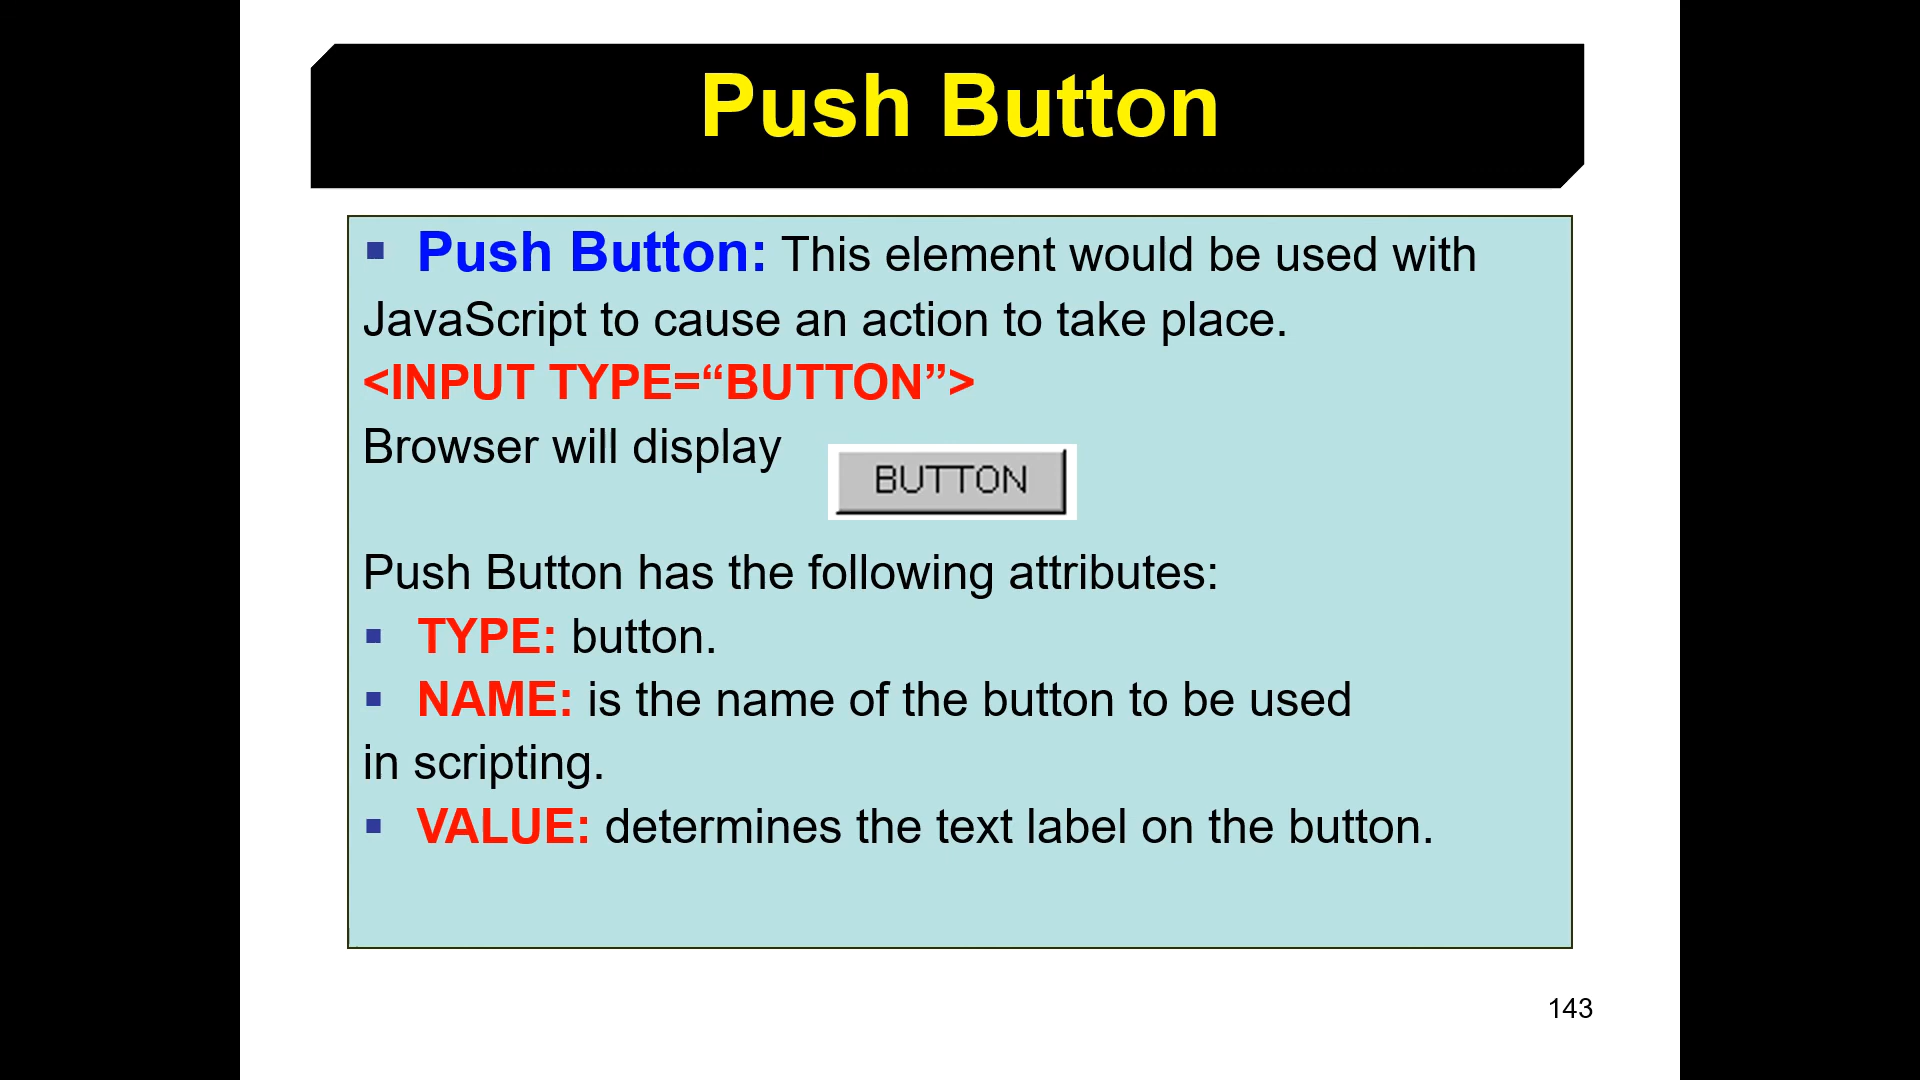 Push Button
▪ Push Button: This element would be used with
JavaScript to cause an action to take place.
<INPUT TYPE=“BUTTON”>
Browser will display
BUTTON
Push Button has the following attributes:
▪ TYPE: button.
▪ NAME: is the name of the button to be used
in scripting.
▪ VALUE: determines the text label on the button.
143